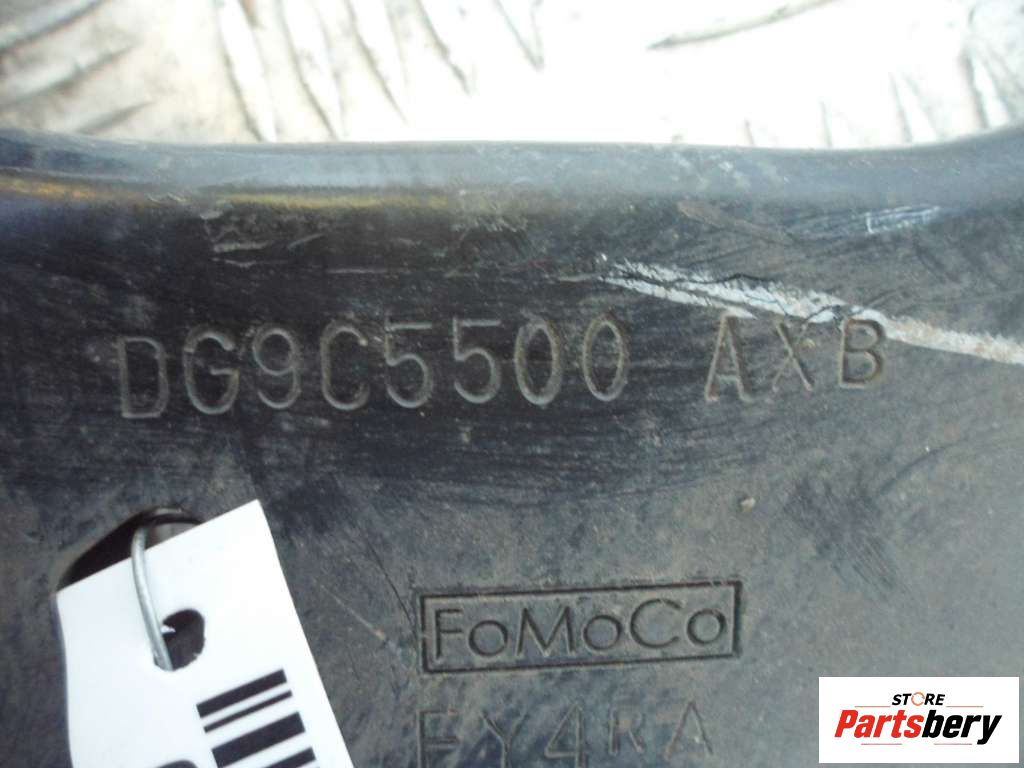 DG9C5500 AXB
FoMoCo
STORE
Partsbery